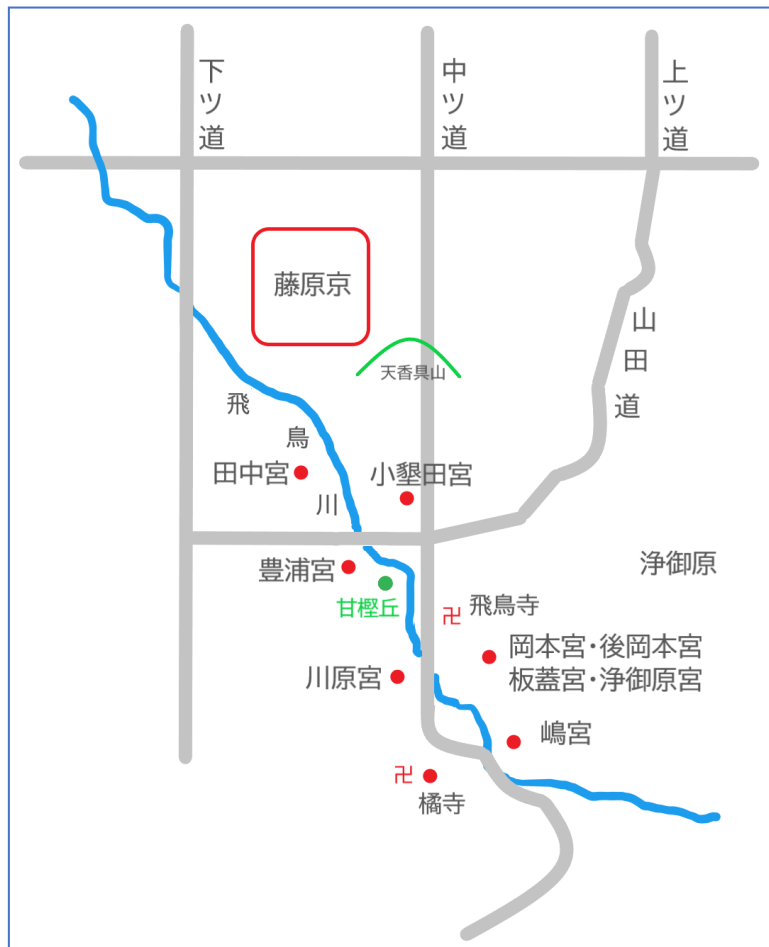 下ツ道
中ツ道
上ツ道
藤原京
山田道
天香具山
飛鳥川
田中宮
小墾田宮
豊浦宮
浄御原
甘樫丘
卍 飛鳥寺
岡本宮・後岡本宮
板蓋宮・浄御原宮
川原宮
嶋宮
卍
橘寺